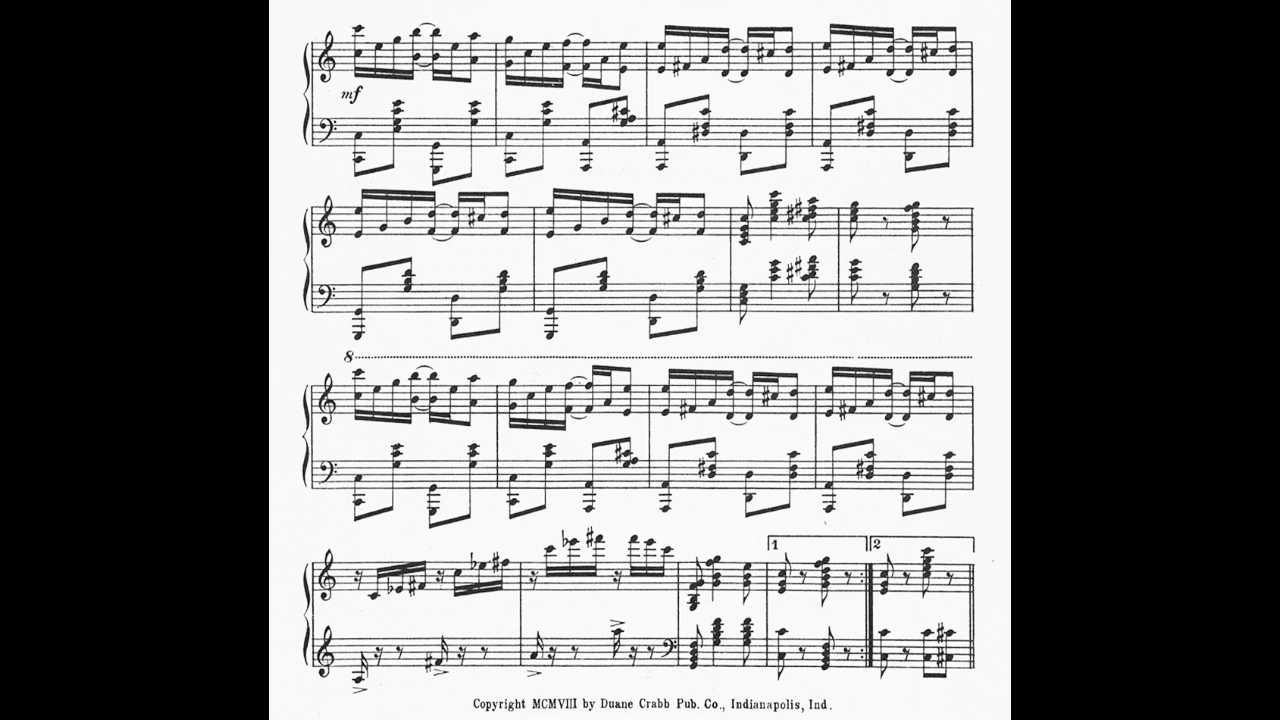 mf
8
1 2
Copyright MCMVIII by Duane Crabb Pub. Co., Indianapolis, Ind.